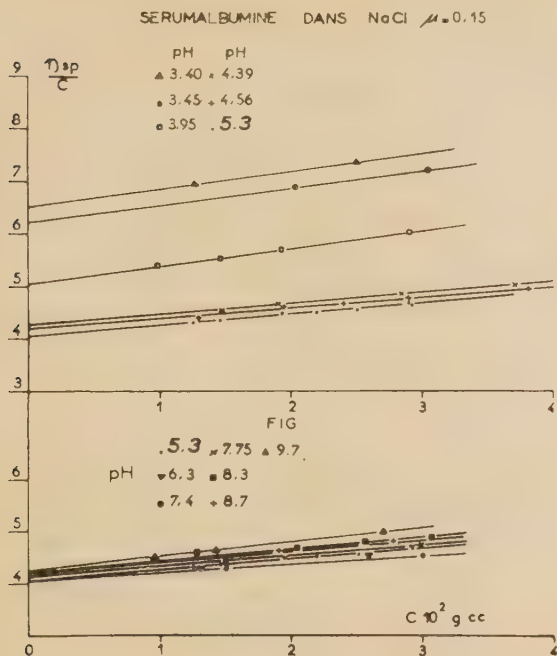 SERUMALBUMINE DANS NaCl μ=0.15
pH pH
▲ 3.40 × 4.39
● 3.45 + 4.56
o 3.95 . 5.3
ηsp
C
9
8
7
6
5
4
3
1 2 3 4
FIG
. 5.3 × 7.75 ▲ 9.7
pH ▼ 6.3 ■ 8.3
● 7.4 + 8.7
6
5
4
C 10² g cc
0 1 2 3 4